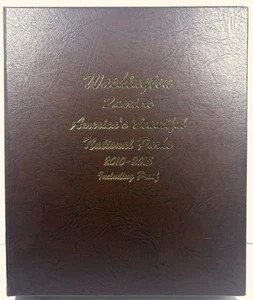 Washington
Quarters
America's Beautiful
National Parks
2010-2021
Including Proof